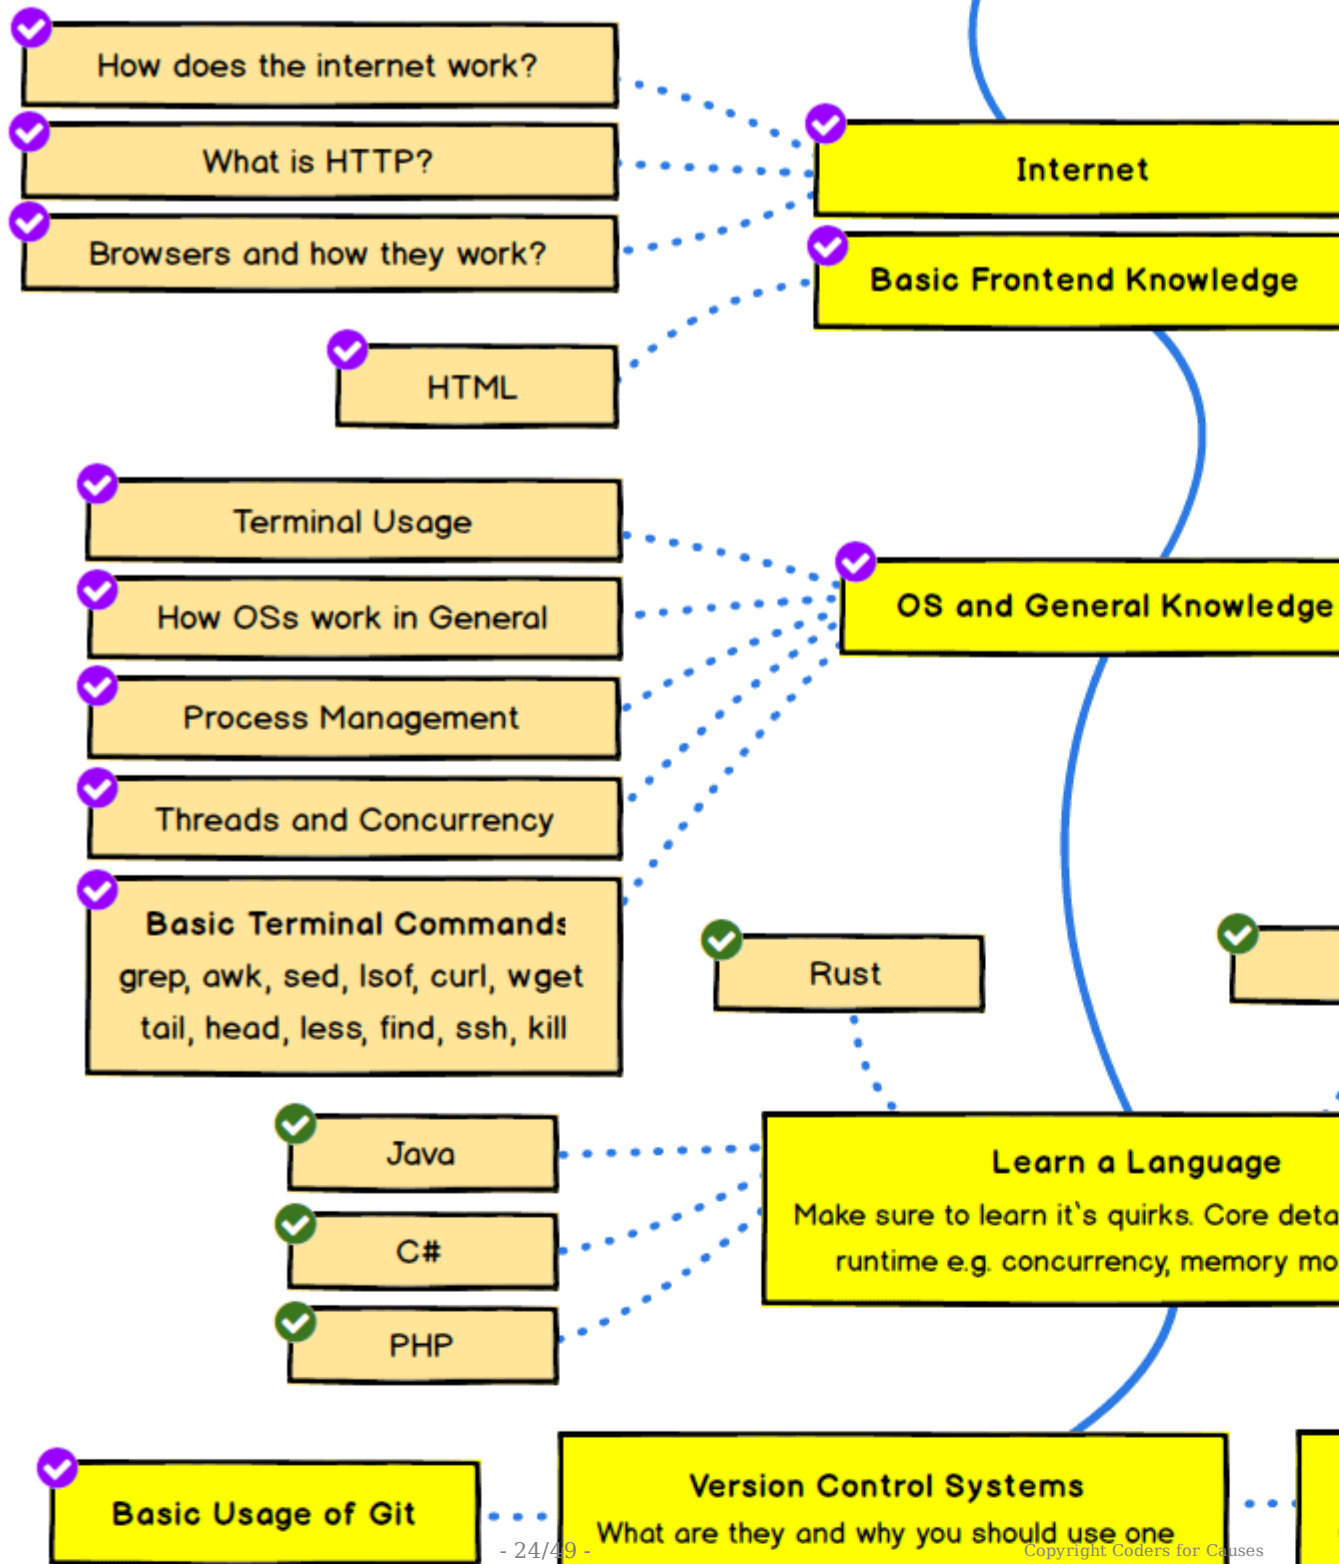 How does the internet work?
What is HTTP?
Internet
Browsers and how they work?
Basic Frontend Knowledge
HTML
Terminal Usage
How OSs work in General
OS and General Knowledge
Process Management
Threads and Concurrency
Basic Terminal Commands
grep, awk, sed, lsof, curl, wget
tail, head, less, find, ssh, kill
Rust
Java
C#
PHP
Learn a Language
Make sure to learn it`s quirks. Core deta
runtime e.g. concurrency, memory mo
Basic Usage of Git
Version Control Systems
What are they and why you should use one
- 24/49 -
Copyright Coders for Causes